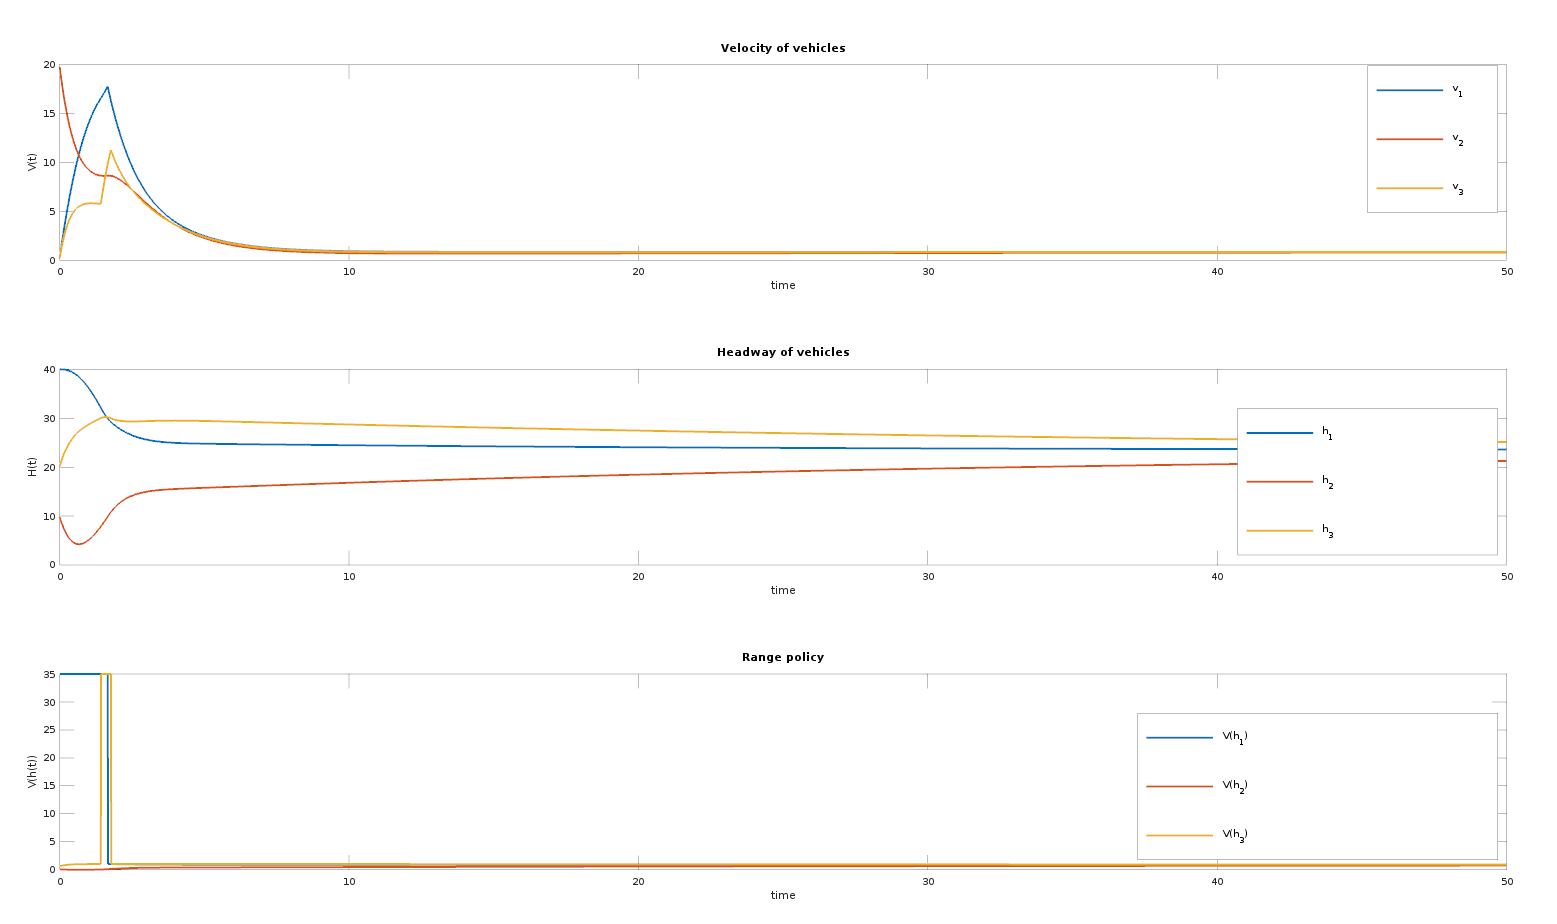 Velocity of vehicles
20
15
10
5
0
V(t)
0 10 20 30 40 50
time
v1
v2
v3
Headway of vehicles
40
30
20
10
0
H(t)
0 10 20 30 40 50
time
h1
h2
h3
Range policy
35
30
25
20
15
10
5
0
V(h(t))
0 10 20 30 40 50
time
V(h1)
V(h2)
V(h3)